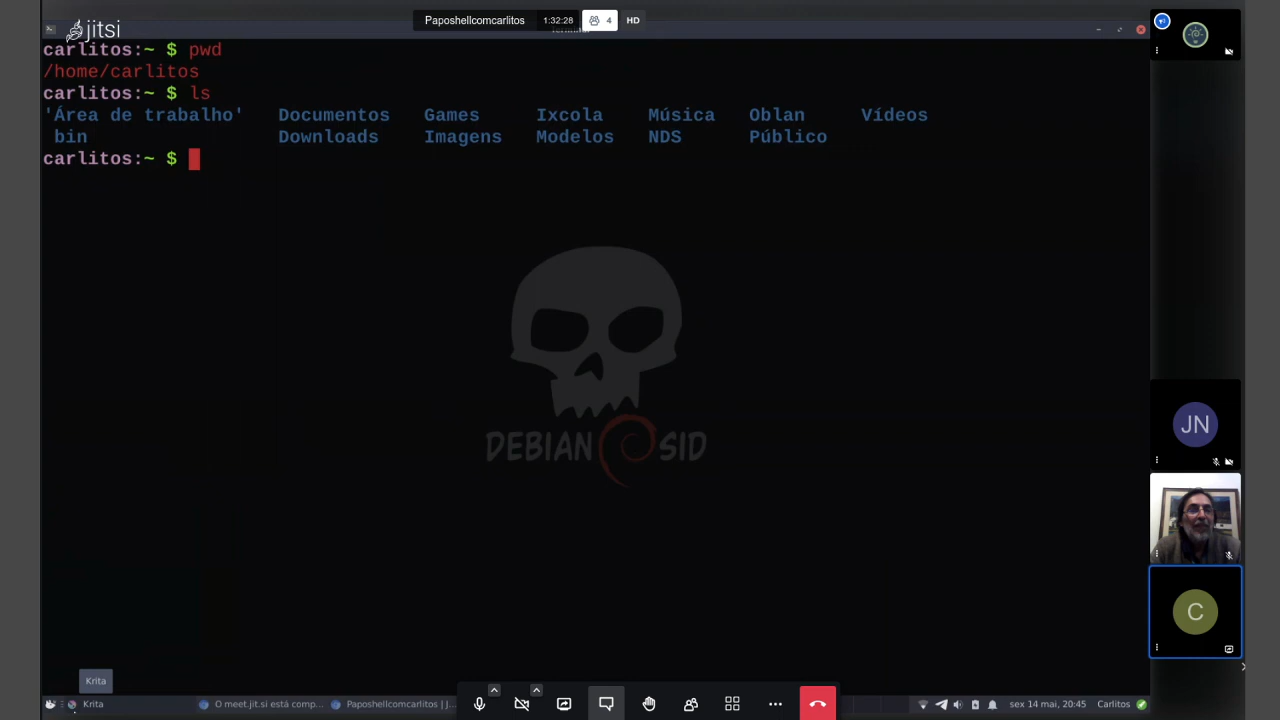 Paposhellcomcarlitos
1:32:28
4
HD
jitsi
carlitos:~ $ pwd
/home/carlitos
carlitos:~ $ ls
'Área de trabalho' Documentos Games Ixcola Música Oblan Vídeos
bin Downloads Imagens Modelos NDS Público
carlitos:~ $
DEBIAN SID
JN
C
Krita
Krita
O meet.jit.si está comp...
Paposhellcomcarlitos | J...
sex 14 mai, 20:45
Carlitos